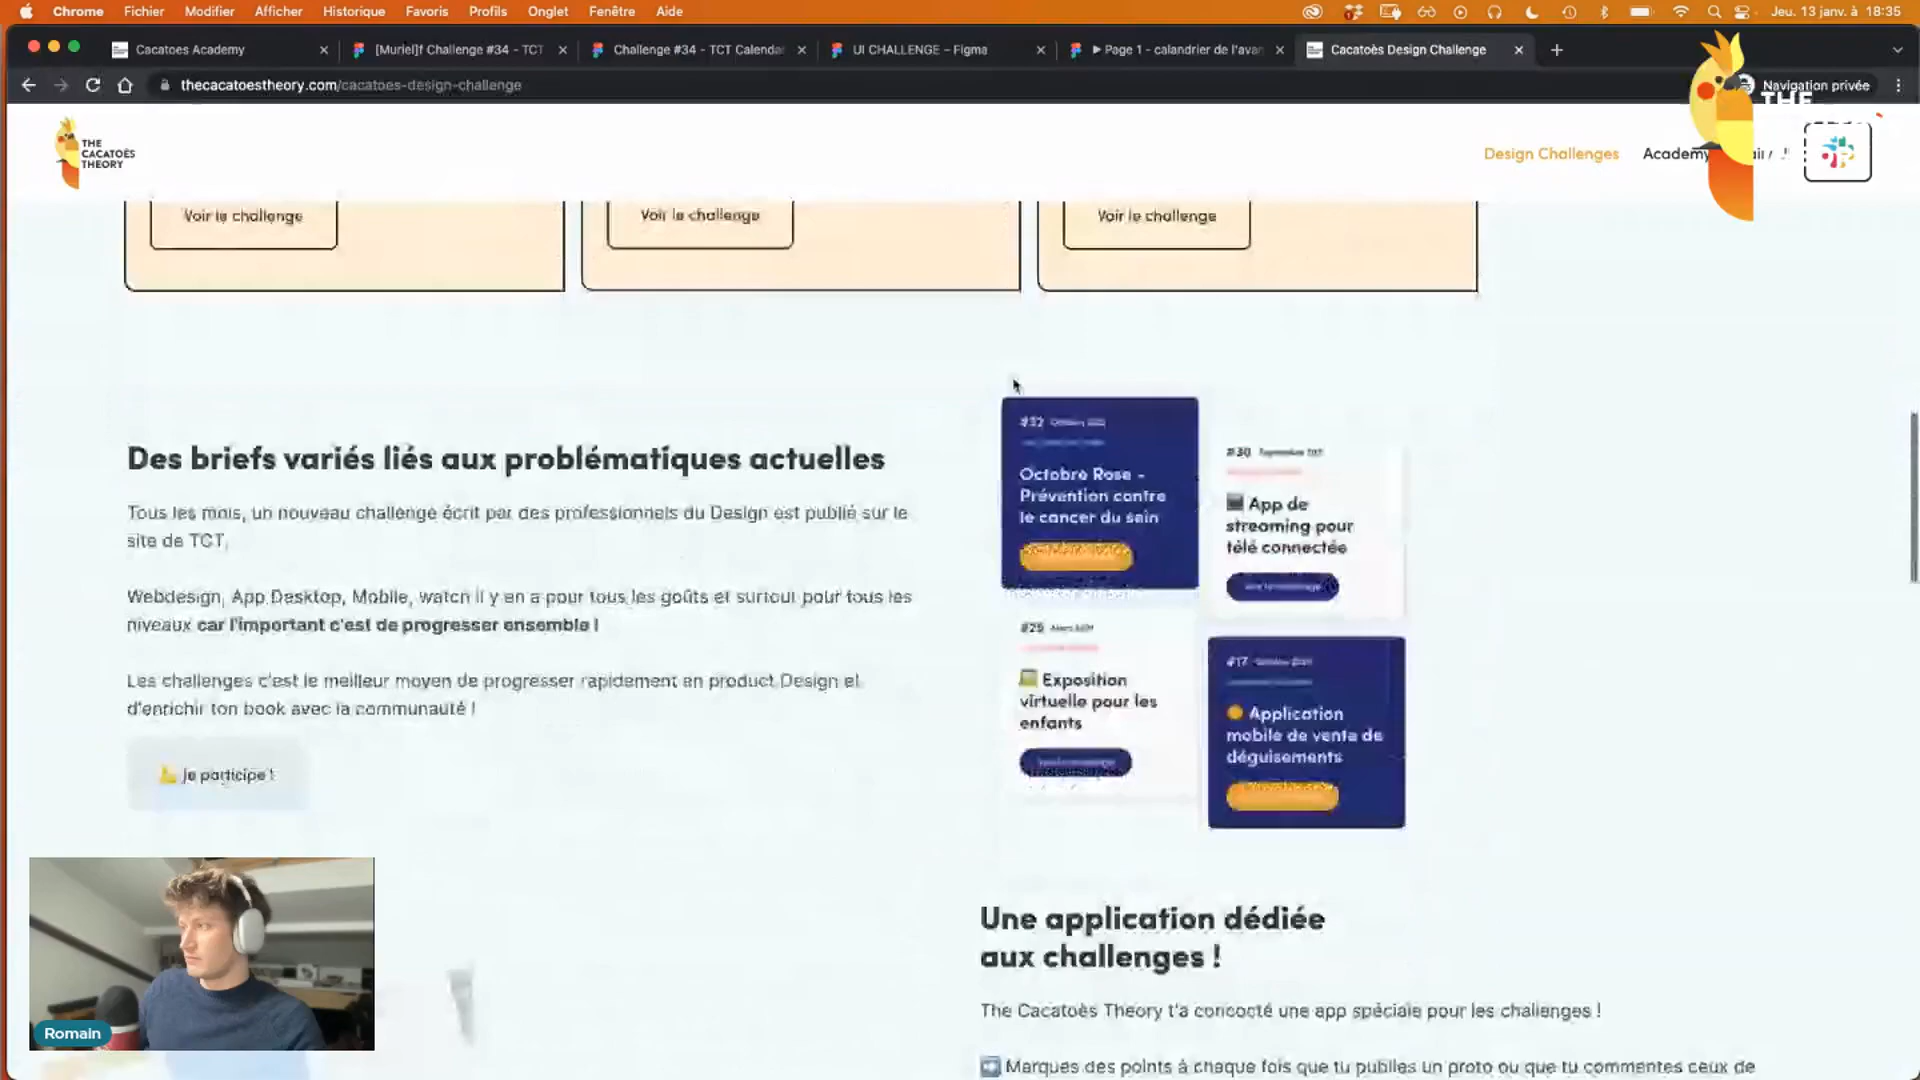 Chrome Fichier Modifier Afficher Historique Favoris Profils Onglet Fenêtre Aide Jeu. 13 janv. à 18:35
Cacatoes Academy
[Muriel]f Challenge #34 - TCT
Challenge #34 - TCT Calendar
UI CHALLENGE – Figma
Page 1 - calandrier de l'avan
Cacatoès Design Challenge
thecacatoestheory.com/cacatoes-design-challenge
Navigation privée
THE
THE
CACATOÈS
THEORY
Design Challenges
Academy
Voir le challenge
Voir le challenge
Voir le challenge
Des briefs variés liés aux problématiques actuelles
Tous les mois, un nouveau challenge écrit par des professionnels du Design est publié sur le
site de TCT,
Webdesign, App Desktop, Mobile, watch il y en a pour tous les goûts et surtout pour tous les
niveaux car l'important c'est de progresser ensemble !
Les challenges c'est le meilleur moyen de progresser rapidement en product Design et
d'enrichir ton book avec la communauté !
Je participe !
#32
Octobre Rose -
Prévention contre
le cancer du sein
#30
App de
streaming pour
télé connectée
Exposition
virtuelle pour les
enfants
#17
Application
mobile de vente de
déguisements
Une application dédiée
aux challenges !
The Cacatoès Theory t'a concocté une app spéciale pour les challenges !
Marques des points à chaque fois que tu publies un proto ou que tu commentes ceux de
Romain